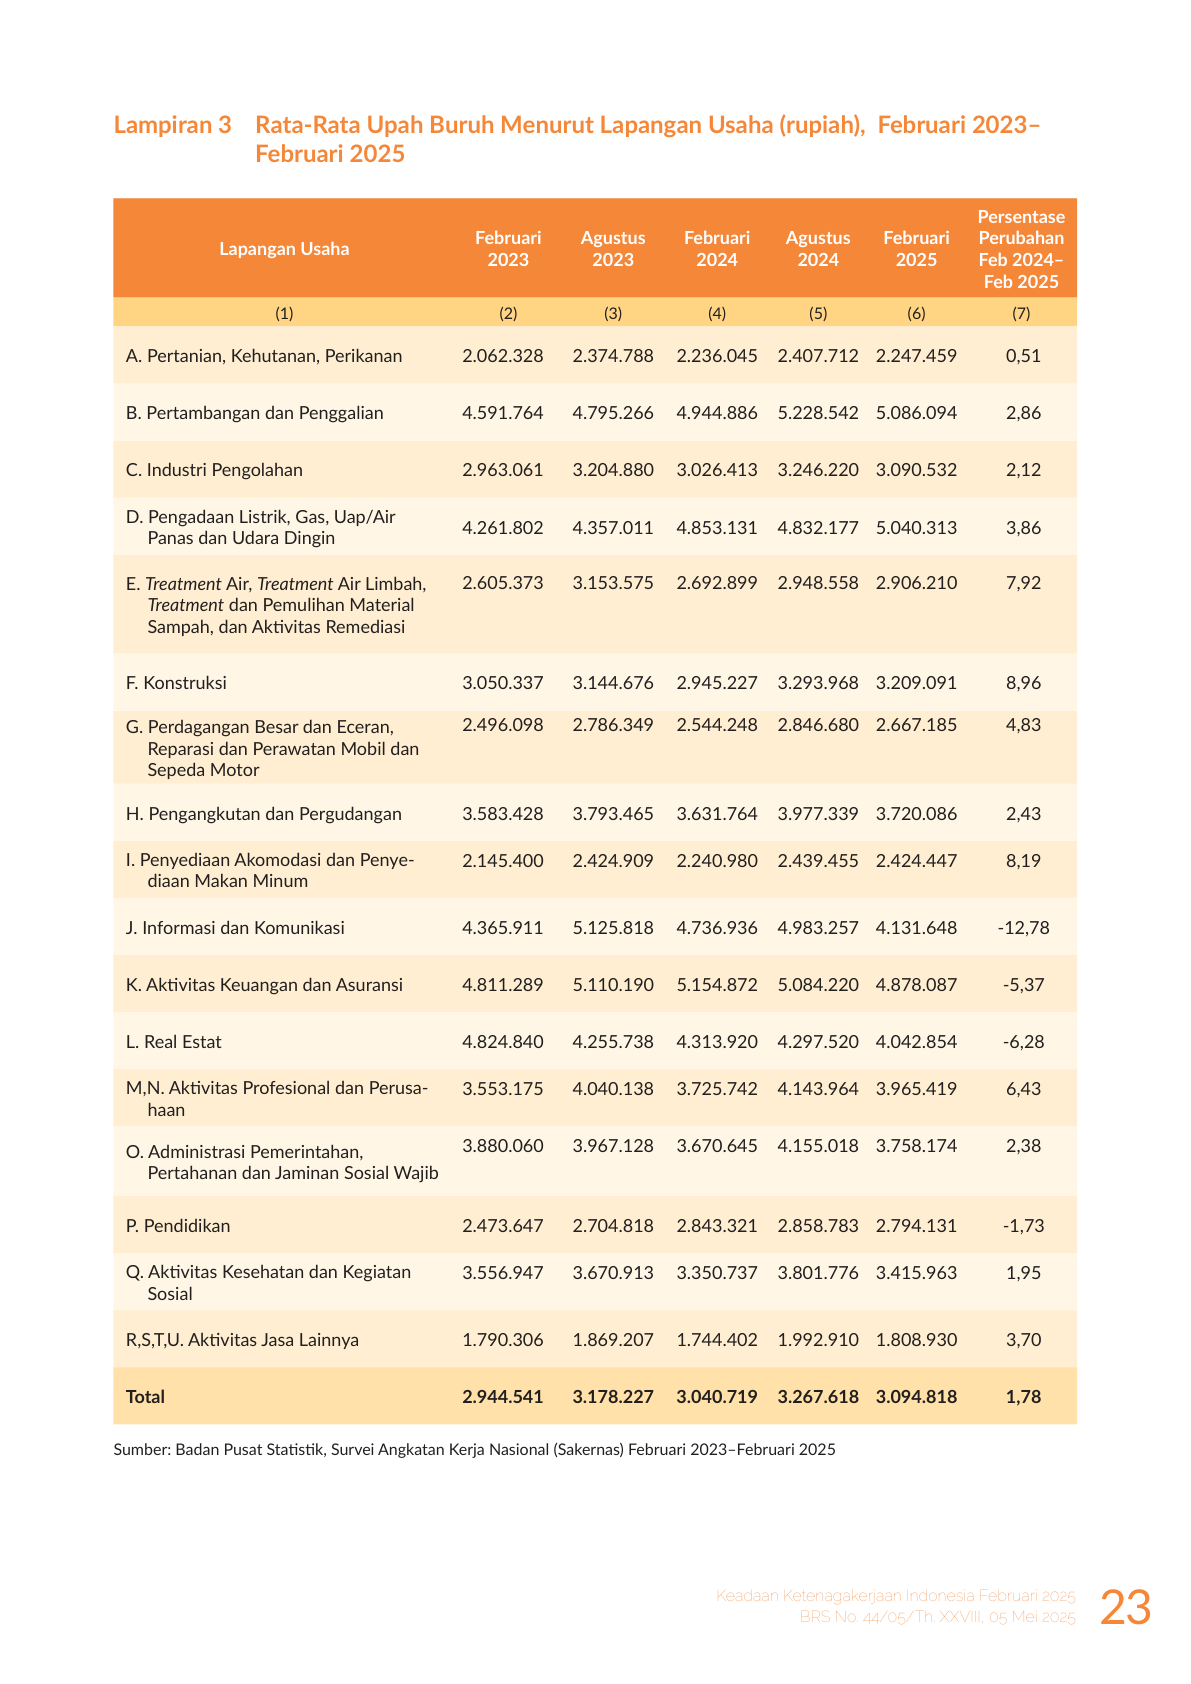 Lampiran 3 Rata-Rata Upah Buruh Menurut Lapangan Usaha (rupiah), Februari 2023–
Februari 2025
Lapangan Usaha Februari 2023 Agustus 2023 Februari 2024 Agustus 2024 Februari 2025 Persentase Perubahan Feb 2024–Feb 2025
(1) (2) (3) (4) (5) (6) (7)
A. Pertanian, Kehutanan, Perikanan 2.062.328 2.374.788 2.236.045 2.407.712 2.247.459 0,51
B. Pertambangan dan Penggalian 4.591.764 4.795.266 4.944.886 5.228.542 5.086.094 2,86
C. Industri Pengolahan 2.963.061 3.204.880 3.026.413 3.246.220 3.090.532 2,12
D. Pengadaan Listrik, Gas, Uap/Air
Panas dan Udara Dingin 4.261.802 4.357.011 4.853.131 4.832.177 5.040.313 3,86
E. Treatment Air, Treatment Air Limbah, 2.605.373 3.153.575 2.692.899 2.948.558 2.906.210 7,92
Treatment dan Pemulihan Material
Sampah, dan Aktivitas Remediasi
F. Konstruksi 3.050.337 3.144.676 2.945.227 3.293.968 3.209.091 8,96
G. Perdagangan Besar dan Eceran, 2.496.098 2.786.349 2.544.248 2.846.680 2.667.185 4,83
Reparasi dan Perawatan Mobil dan
Sepeda Motor
H. Pengangkutan dan Pergudangan 3.583.428 3.793.465 3.631.764 3.977.339 3.720.086 2,43
I. Penyediaan Akomodasi dan Penye- 2.145.400 2.424.909 2.240.980 2.439.455 2.424.447 8,19
diaan Makan Minum
J. Informasi dan Komunikasi 4.365.911 5.125.818 4.736.936 4.983.257 4.131.648 -12,78
K. Aktivitas Keuangan dan Asuransi 4.811.289 5.110.190 5.154.872 5.084.220 4.878.087 -5,37
L. Real Estat 4.824.840 4.255.738 4.313.920 4.297.520 4.042.854 -6,28
M,N. Aktivitas Profesional dan Perusa- 3.553.175 4.040.138 3.725.742 4.143.964 3.965.419 6,43
haan
O. Administrasi Pemerintahan, 3.880.060 3.967.128 3.670.645 4.155.018 3.758.174 2,38
Pertahanan dan Jaminan Sosial Wajib
P. Pendidikan 2.473.647 2.704.818 2.843.321 2.858.783 2.794.131 -1,73
Q. Aktivitas Kesehatan dan Kegiatan 3.556.947 3.670.913 3.350.737 3.801.776 3.415.963 1,95
Sosial
R,S,T,U. Aktivitas Jasa Lainnya 1.790.306 1.869.207 1.744.402 1.992.910 1.808.930 3,70
Total 2.944.541 3.178.227 3.040.719 3.267.618 3.094.818 1,78
Sumber: Badan Pusat Statistik, Survei Angkatan Kerja Nasional (Sakernas) Februari 2023–Februari 2025
Keadaan Ketenagakerjaan Indonesia Februari 2025
BRS No. 44/05/Th. XXVIII, 05 Mei 2025
23